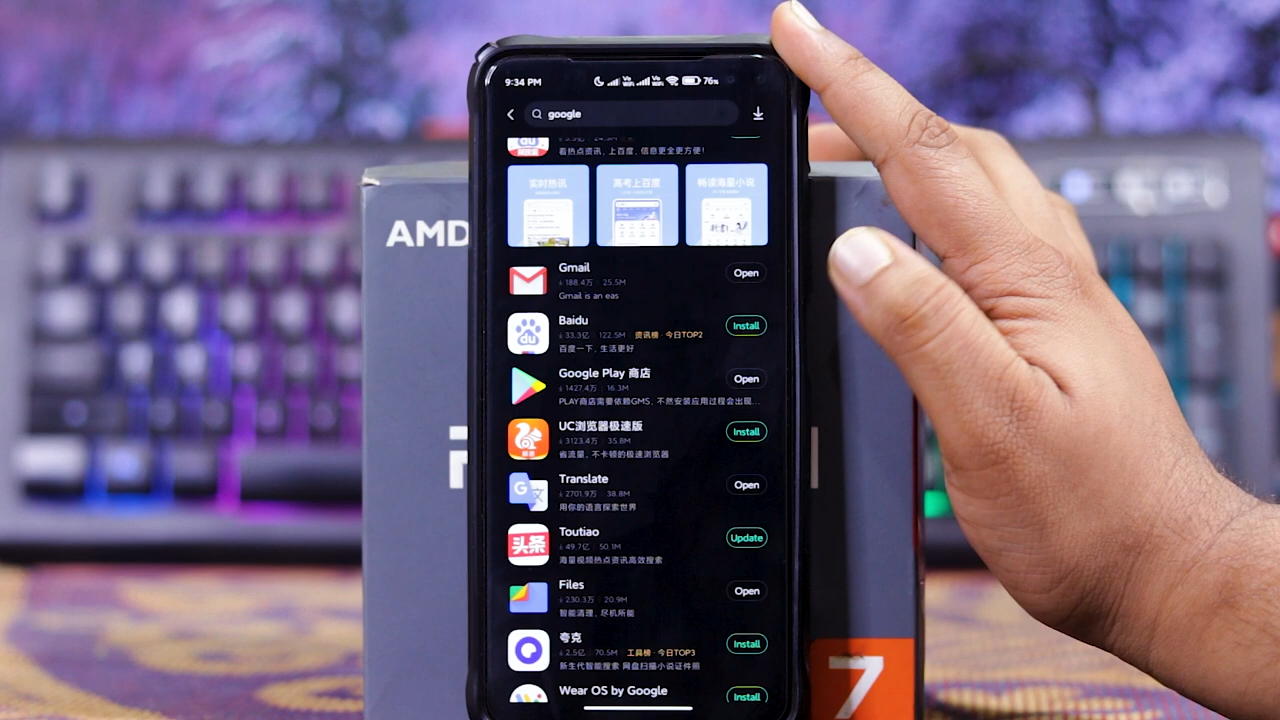 9:34 PM
76%
google
看热点资讯，上百度，信息更全更方便！
实时热讯
高考上百度
畅读海星小说
Gmail
188.4万 25.5M
Gmail is an eas
Open
Baidu
33.3亿 122.5M 资讯榜·今日TOP2
百度一下，生活更好
Install
Google Play 商店
1427.4万 16.3M
PLAY商店需要依赖GMS，不然安装应用过程会出现...
Open
UC浏览器极速版
3123.4万 35.8M
省流量，不卡顿的极速浏览器
Install
Translate
2701.9万 38.8M
用你的语言探索世界
Open
头条
Toutiao
49.7亿 50.1M
海量视频热点资讯高效搜索
Update
Files
230.3万 20.9M
智能清理，尽机所能
Open
夸克
2.5亿 70.5M 工具榜·今日TOP3
新生代智能搜索 网盘扫描小说证件照
Install
Wear OS by Google
Install
AMD
7